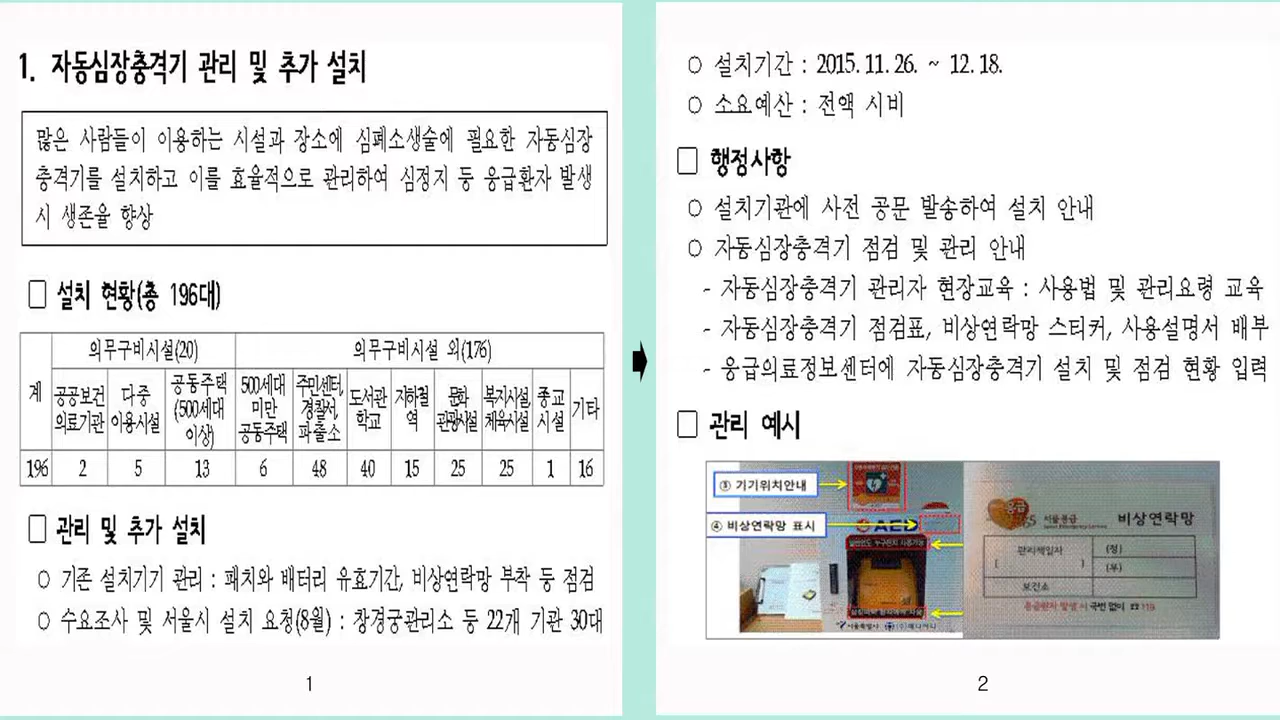 1. 자동심장충격기 관리 및 추가 설치
많은 사람들이 이용하는 시설과 장소에 심폐소생술에 필요한 자동심장
충격기를 설치하고 이를 효율적으로 관리하여 심정지 등 응급환자 발생
시 생존율 향상
□ 설치 현황(총 196대)
계 의무구비시설(20) 의무구비시설 외(176)
공공보건 의료기관 다중 이용시설 공동주택 (500세대 이상) 500세대 미만 공동주택 주민센터, 경찰서, 파출소 도서관 학교 지하철 역 문화 관광시설 복지시설, 체육시설 종교 시설 기타
196 2 5 13 6 48 40 15 25 25 1 16
□ 관리 및 추가 설치
○ 기존 설치기기 관리 : 패치와 배터리 유효기간, 비상연락망 부착 등 점검
○ 수요조사 및 서울시 설치 요청(8월) : 창경궁관리소 등 22개 기관 30대
1
○ 설치기간 : 2015. 11. 26. ~ 12. 18.
○ 소요예산 : 전액 시비
□ 행정사항
○ 설치기관에 사전 공문 발송하여 설치 안내
○ 자동심장충격기 점검 및 관리 안내
- 자동심장충격기 관리자 현장교육 : 사용법 및 관리요령 교육
- 자동심장충격기 점검표, 비상연락망 스티커, 사용설명서 배부
- 응급의료정보센터에 자동심장충격기 설치 및 점검 현황 입력
□ 관리 예시
③ 기기위치안내
④ 비상연락망 표시
AED
서울특별시
응급
비상연락망
관리책임자 (정)
( ) (부)
보건소
응급환자 발생 시 국번 없이 ☎ 119
2